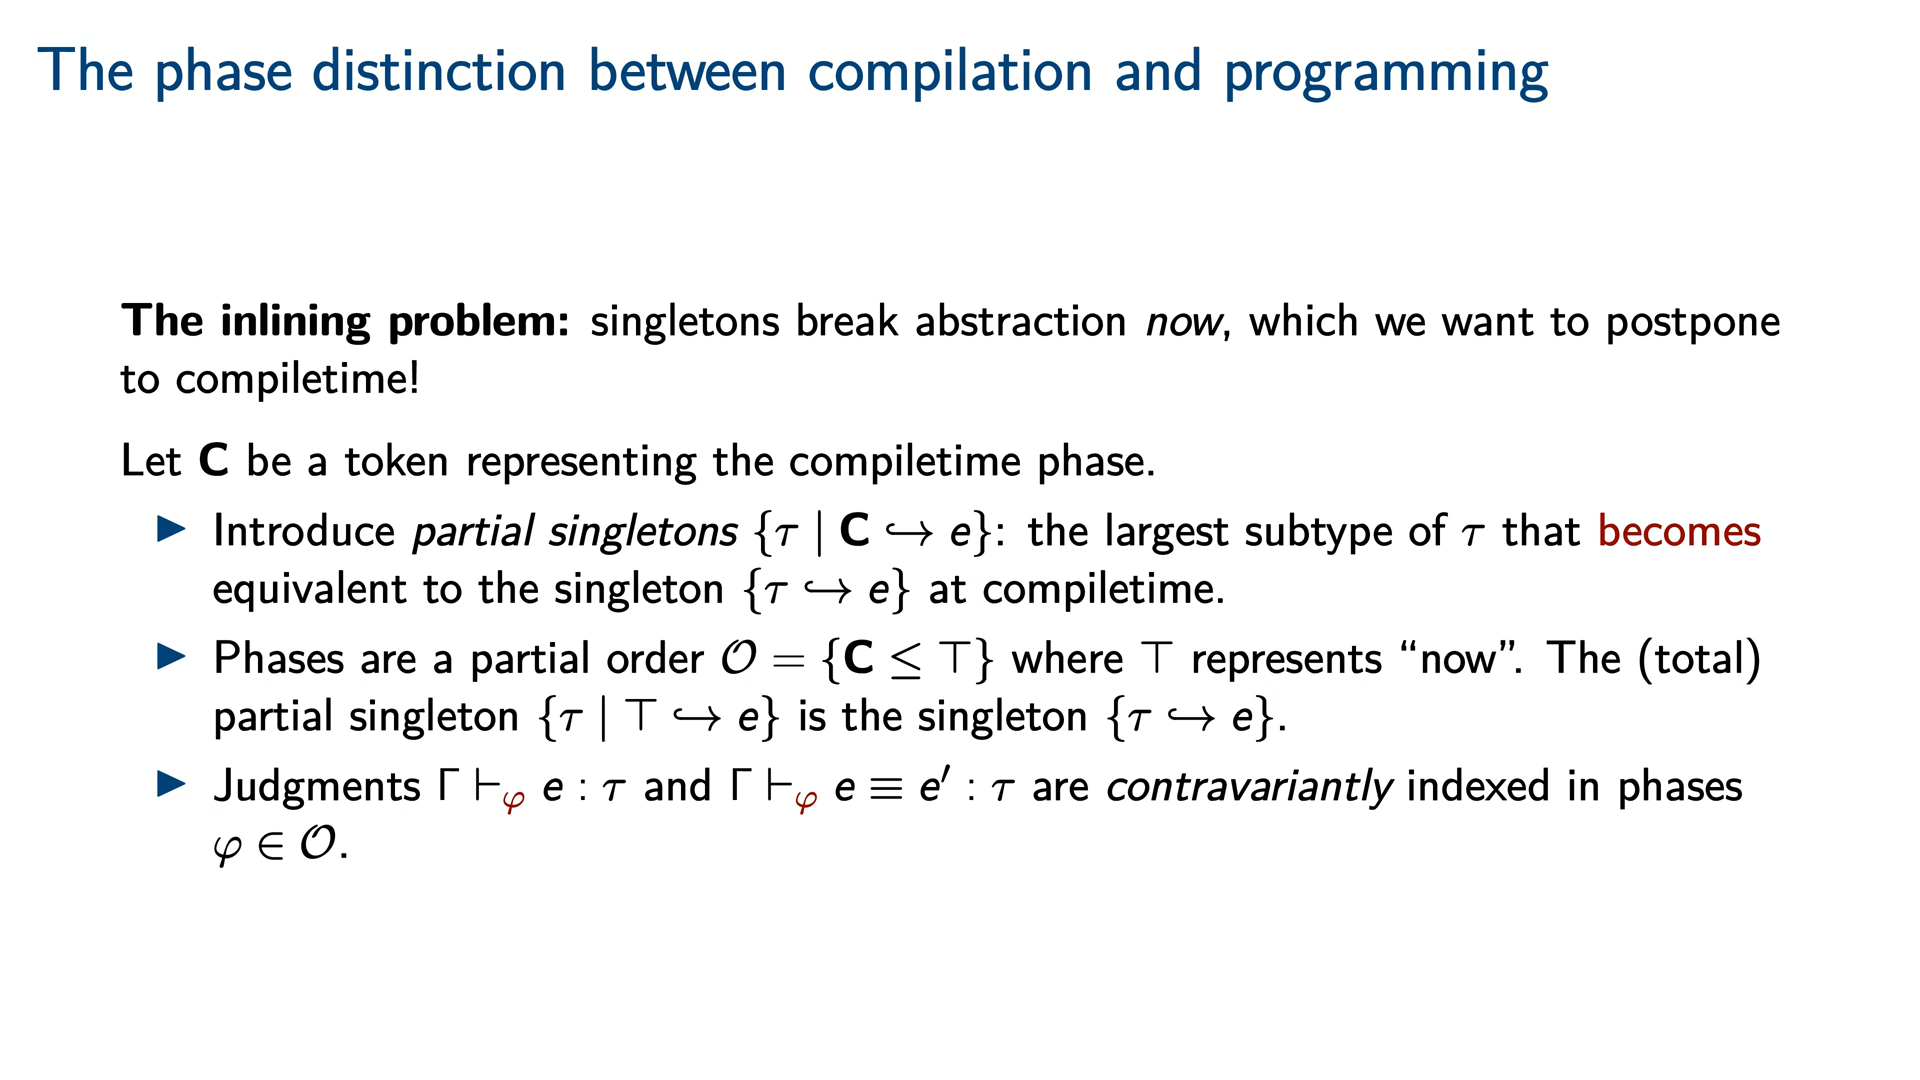 The phase distinction between compilation and programming
The inlining problem: singletons break abstraction now, which we want to postpone
to compiletime!
Let C be a token representing the compiletime phase.
▶ Introduce partial singletons {τ | C ↪ e}: the largest subtype of τ that becomes
equivalent to the singleton {τ ↪ e} at compiletime.
▶ Phases are a partial order 𝒪 = {C ≤ ⊤} where ⊤ represents “now”. The (total)
partial singleton {τ | ⊤ ↪ e} is the singleton {τ ↪ e}.
▶ Judgments Γ ⊢φ e : τ and Γ ⊢φ e ≡ e′ : τ are contravariantly indexed in phases
φ ∈ 𝒪.